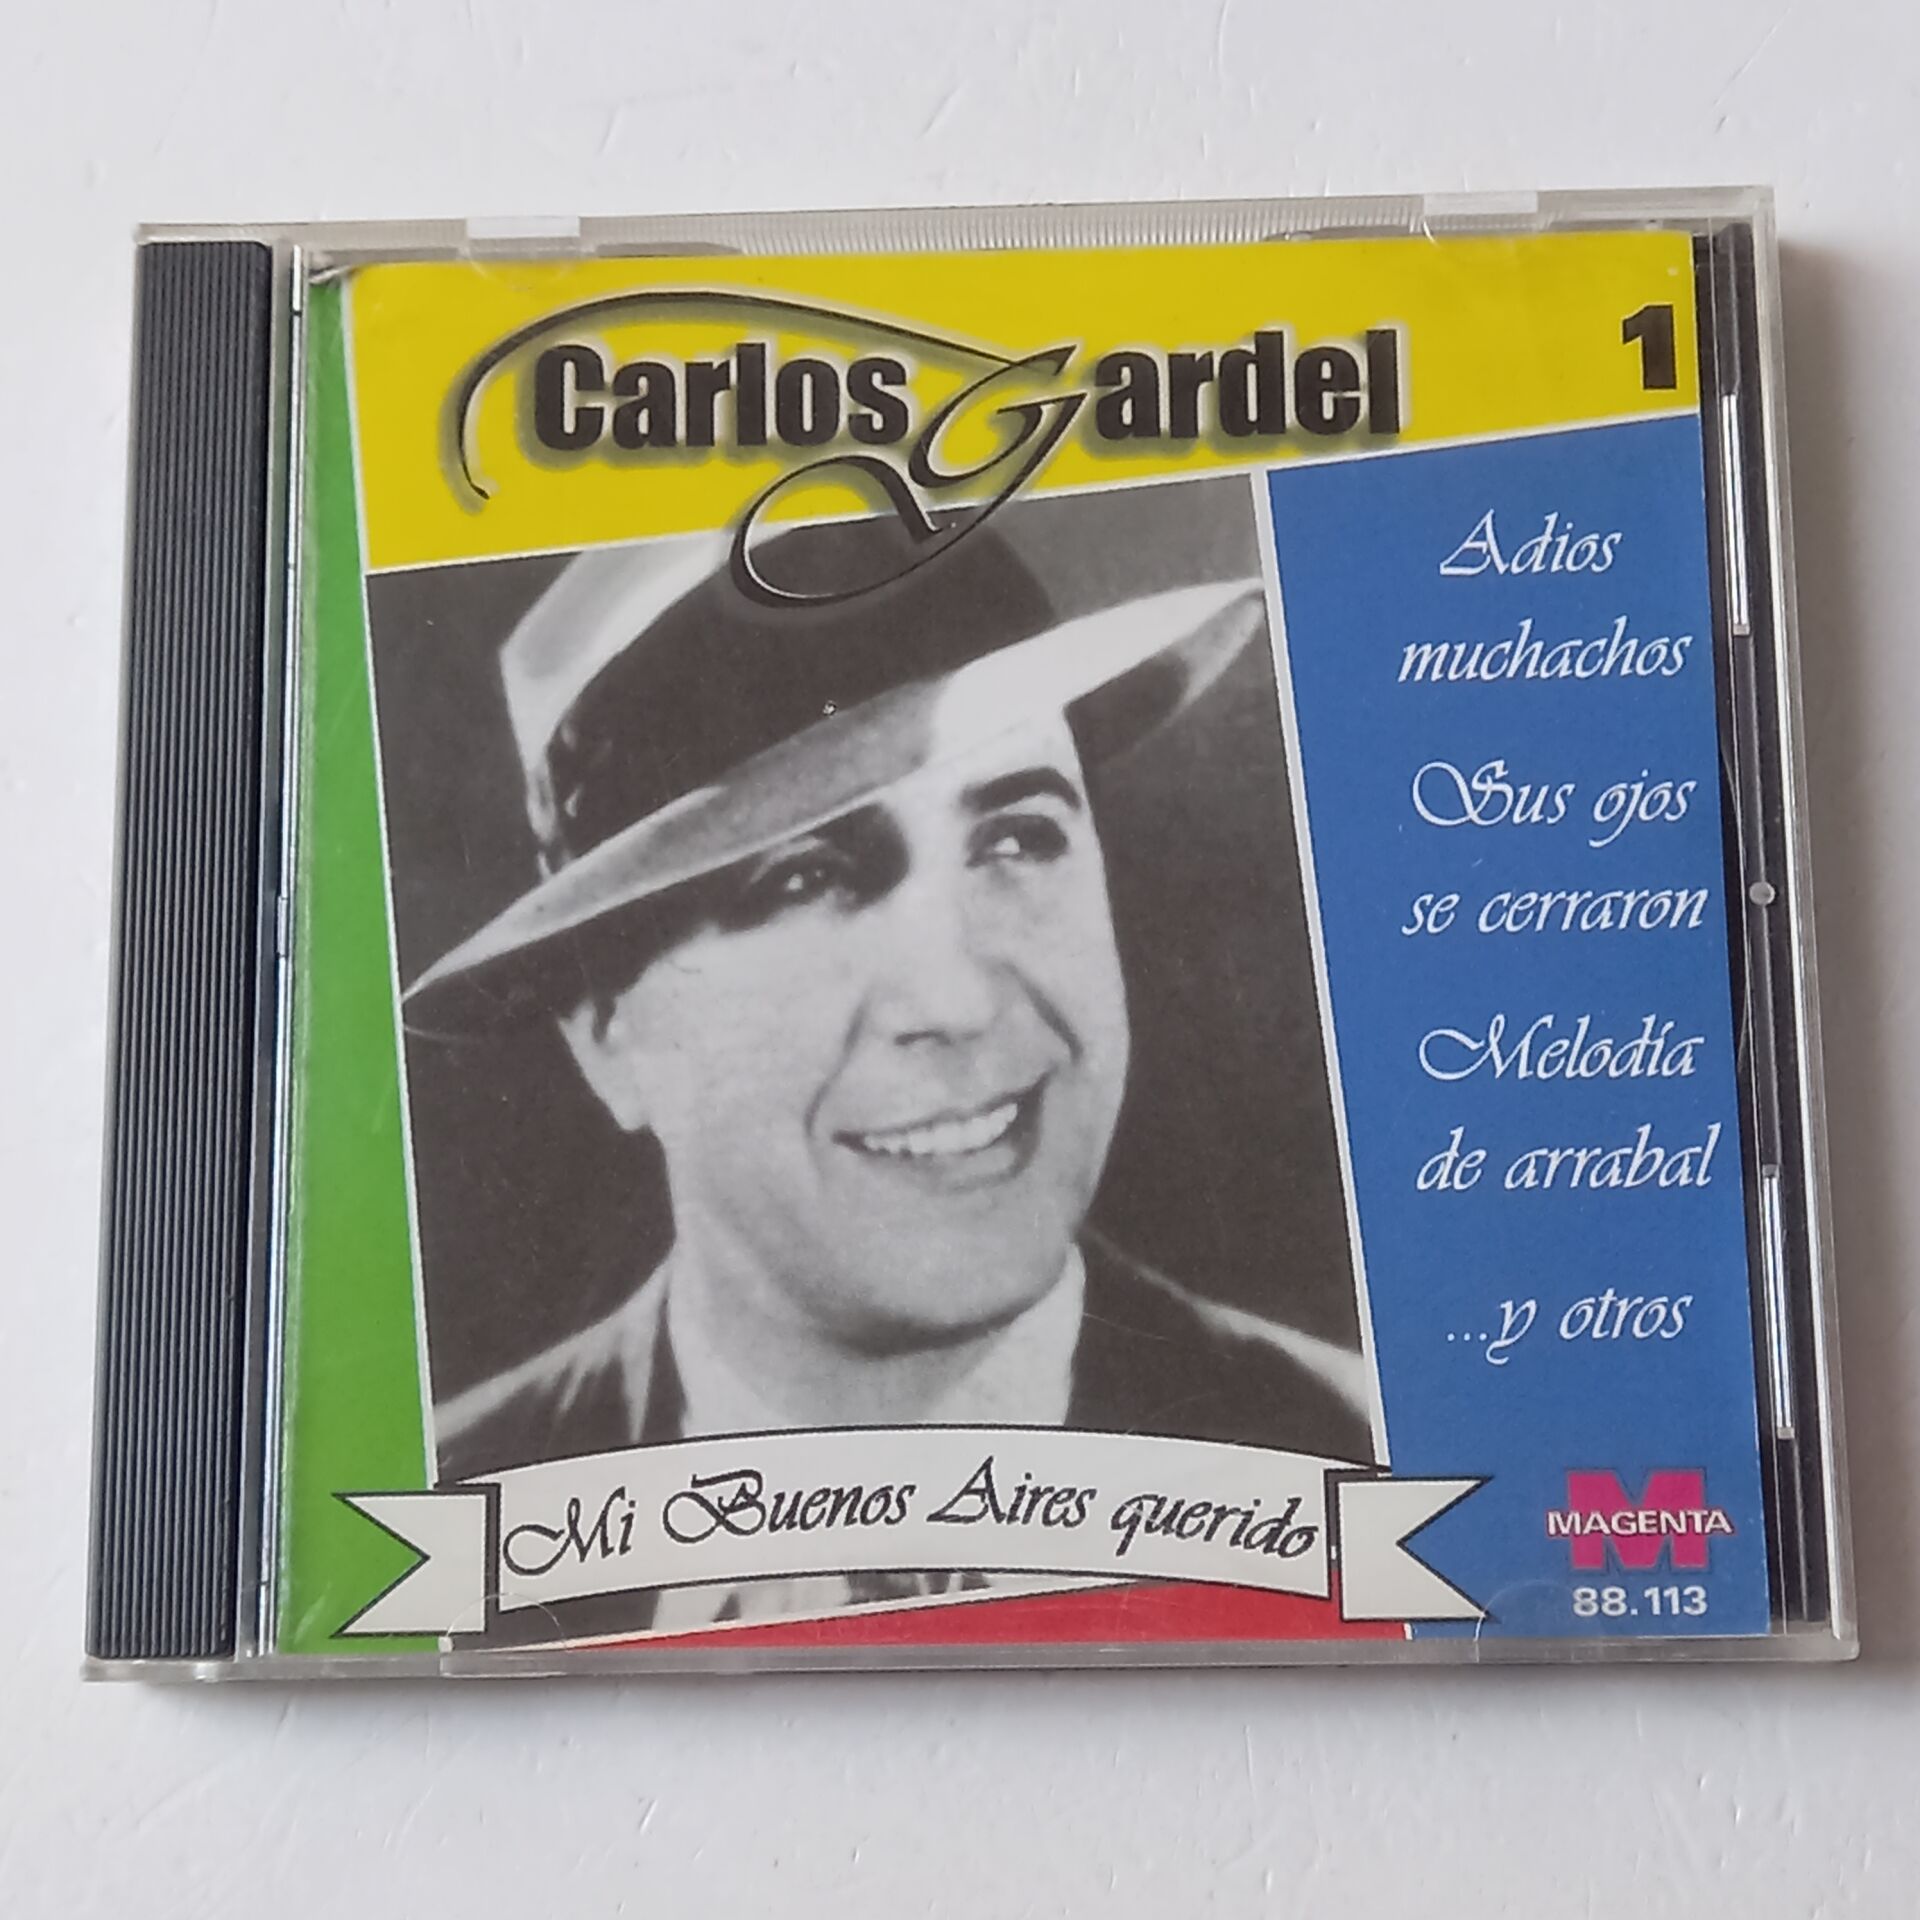 Carlos Gardel
1
Adios
muchachos
Sus ojos
se cerraron
Melodía
de arrabal
...y otros
Mi Buenos Aires querido
M
MAGENTA
88.113